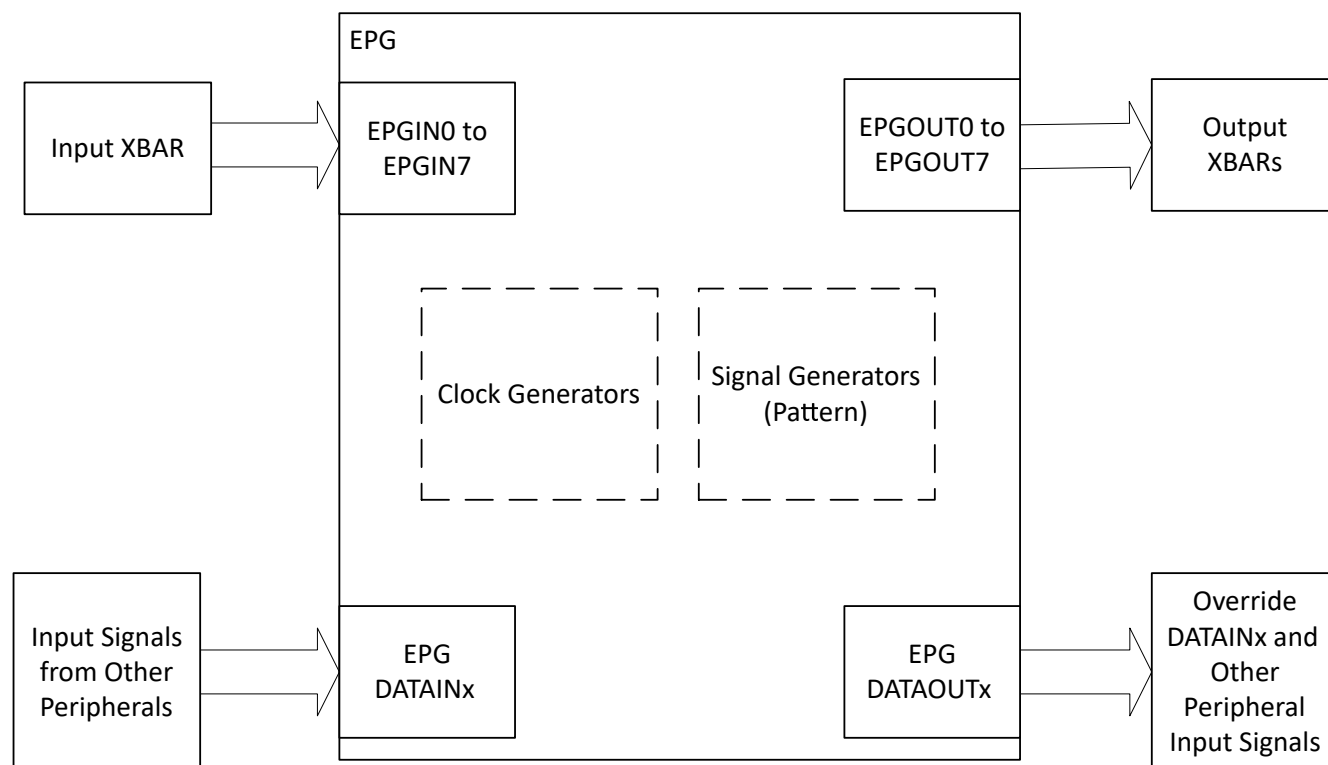 EPG
Input XBAR
EPGIN0 to
EPGIN7
EPGOUT0 to
EPGOUT7
Output
XBARs
Clock Generators
Signal Generators
(Pattern)
Input Signals
from Other
Peripherals
EPG
DATAINx
EPG
DATAOUTx
Override
DATAINx and
Other
Peripheral
Input Signals